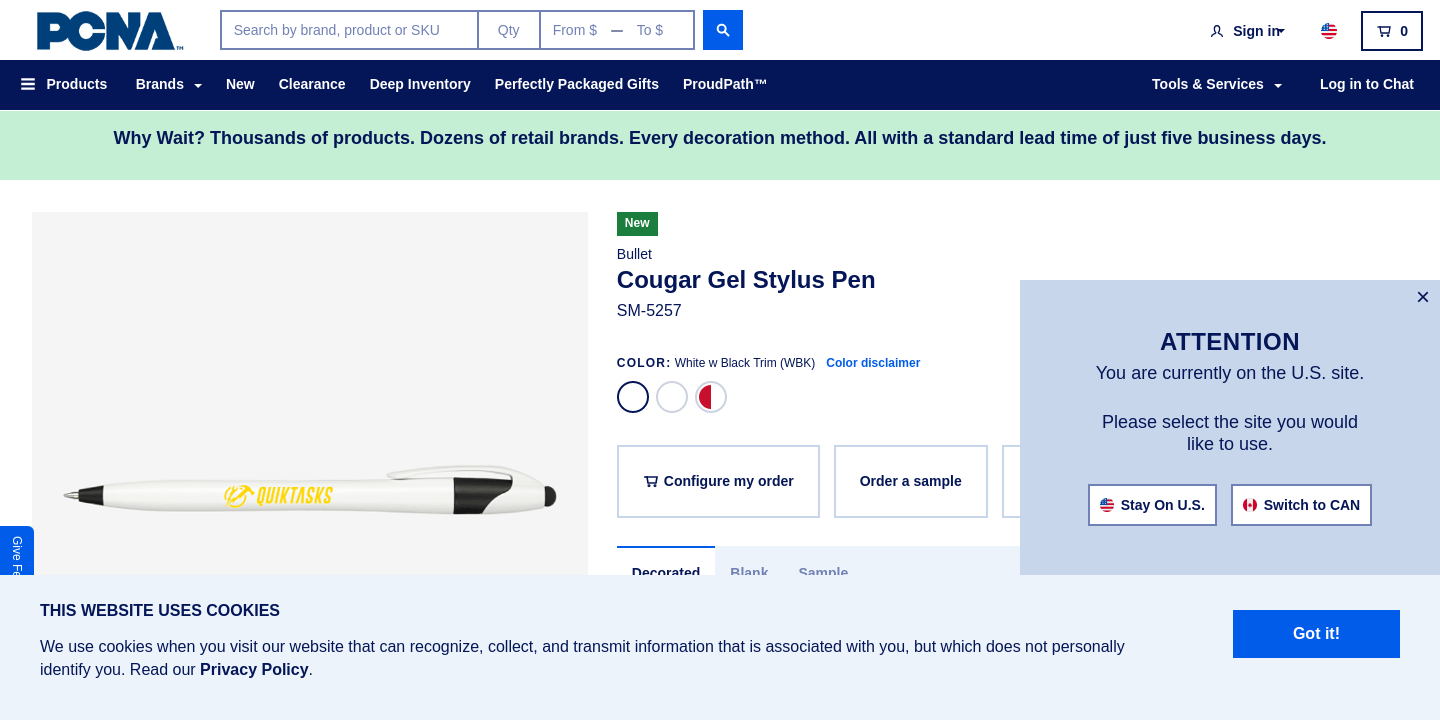 PCNA™
Search by brand, product or SKU
Qty
From $ — To $
Sign in
0
Products
Brands
New
Clearance
Deep Inventory
Perfectly Packaged Gifts
ProudPath™
Tools & Services
Log in to Chat
Why Wait? Thousands of products. Dozens of retail brands. Every decoration method. All with a standard lead time of just five business days.
New
Bullet
Cougar Gel Stylus Pen
SM-5257
COLOR: White w Black Trim (WBK) Color disclaimer
Configure my order
Order a sample
QUIKTASKS
Decorated
Blank
Sample
Give Fe
×
ATTENTION
You are currently on the U.S. site.
Please select the site you would
like to use.
Stay On U.S.
Switch to CAN
THIS WEBSITE USES COOKIES
We use cookies when you visit our website that can recognize, collect, and transmit information that is associated with you, but which does not personally
identify you. Read our Privacy Policy.
Got it!